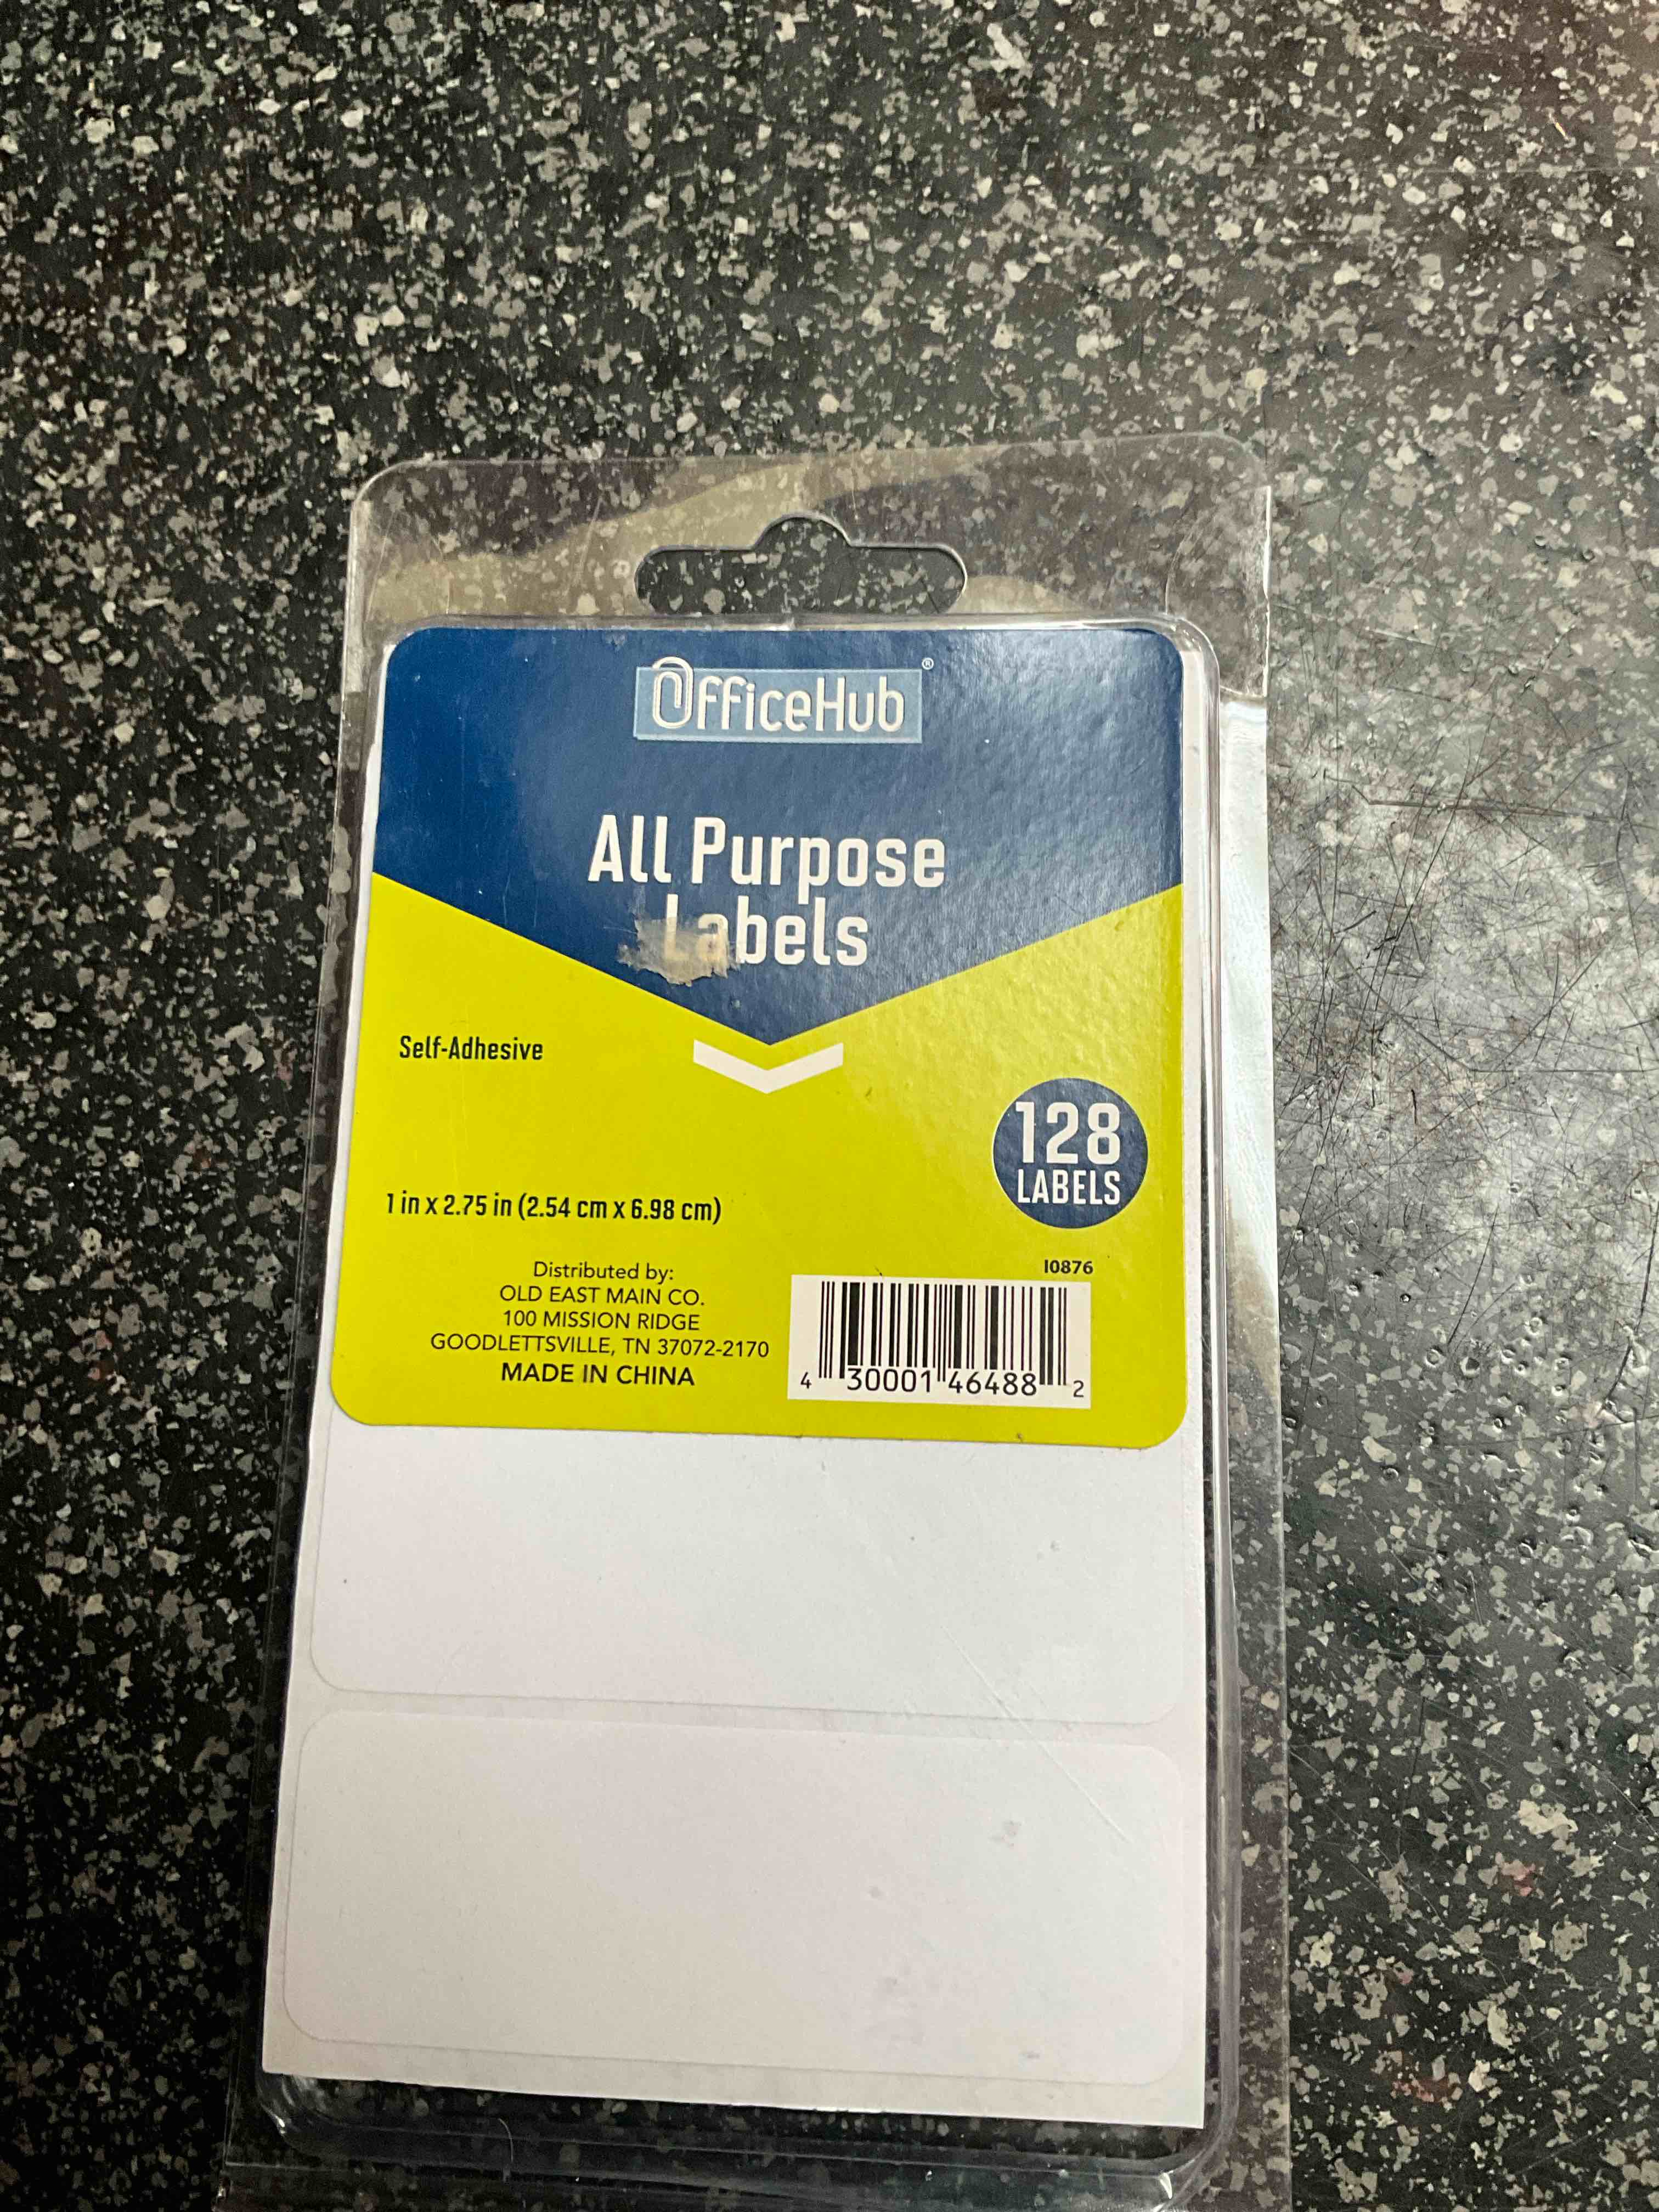 OfficeHub®
All Purpose
Labels
Self-Adhesive
128
LABELS
1 in x 2.75 in (2.54 cm x 6.98 cm)
Distributed by:
OLD EAST MAIN CO.
100 MISSION RIDGE
GOODLETTSVILLE, TN 37072-2170
MADE IN CHINA
I0876
4 30001 46488 2